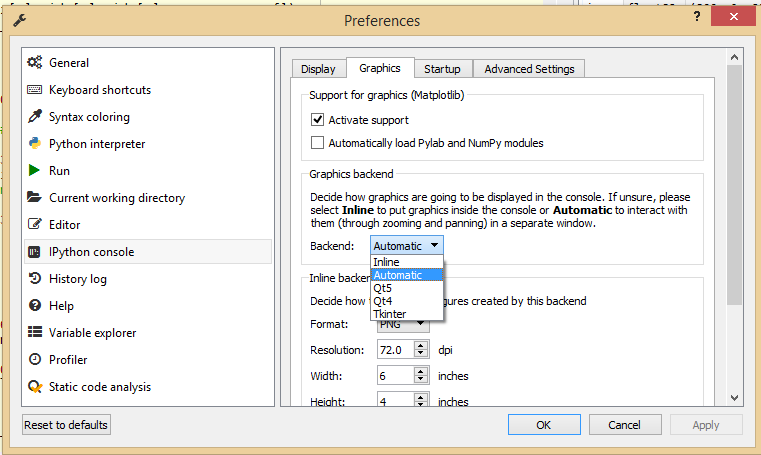 Preferences
?
General
Keyboard shortcuts
Syntax coloring
Python interpreter
Run
Current working directory
Editor
IPython console
History log
Help
Variable explorer
Profiler
Static code analysis
Display Graphics Startup Advanced Settings
Support for graphics (Matplotlib)
Activate support
Automatically load Pylab and NumPy modules
Graphics backend
Decide how graphics are going to be displayed in the console. If unsure, please
select Inline to put graphics inside the console or Automatic to interact with
them (through zooming and panning) in a separate window.
Backend: Automatic
Inline
Automatic
Qt5
Qt4
Tkinter
Inline backen
Decide how gures created by this backend
Format: PNG
Resolution: 72.0 dpi
Width: 6 inches
Height: 4 inches
Reset to defaults OK Cancel Apply